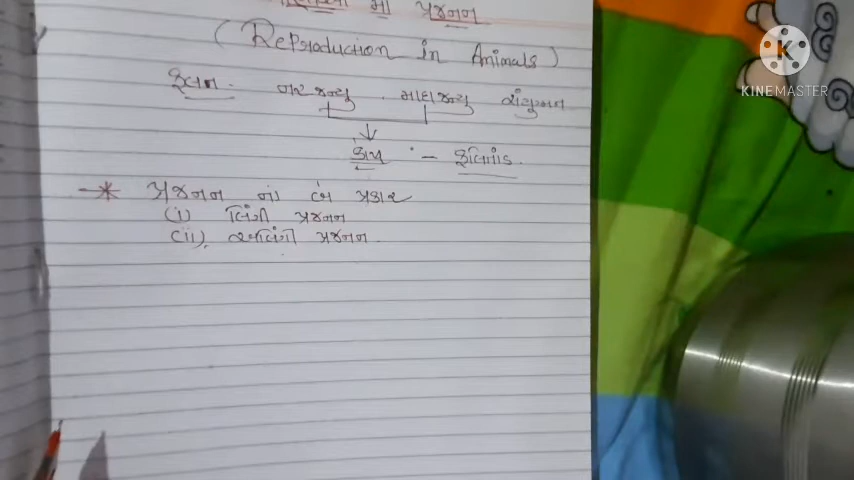 પ્રાણીઓ માં પ્રજનન
(Reproduction in Animals)
ફલન. નરજન્યુ માદાજન્યુ સંયુગ્મન
- ફલિતાંડ.
→* પ્રજનન નાં બે પ્રકાર
(i) લિંગી પ્રજનન
(ii). અલિંગી પ્રજનન.
K
KINEMASTER